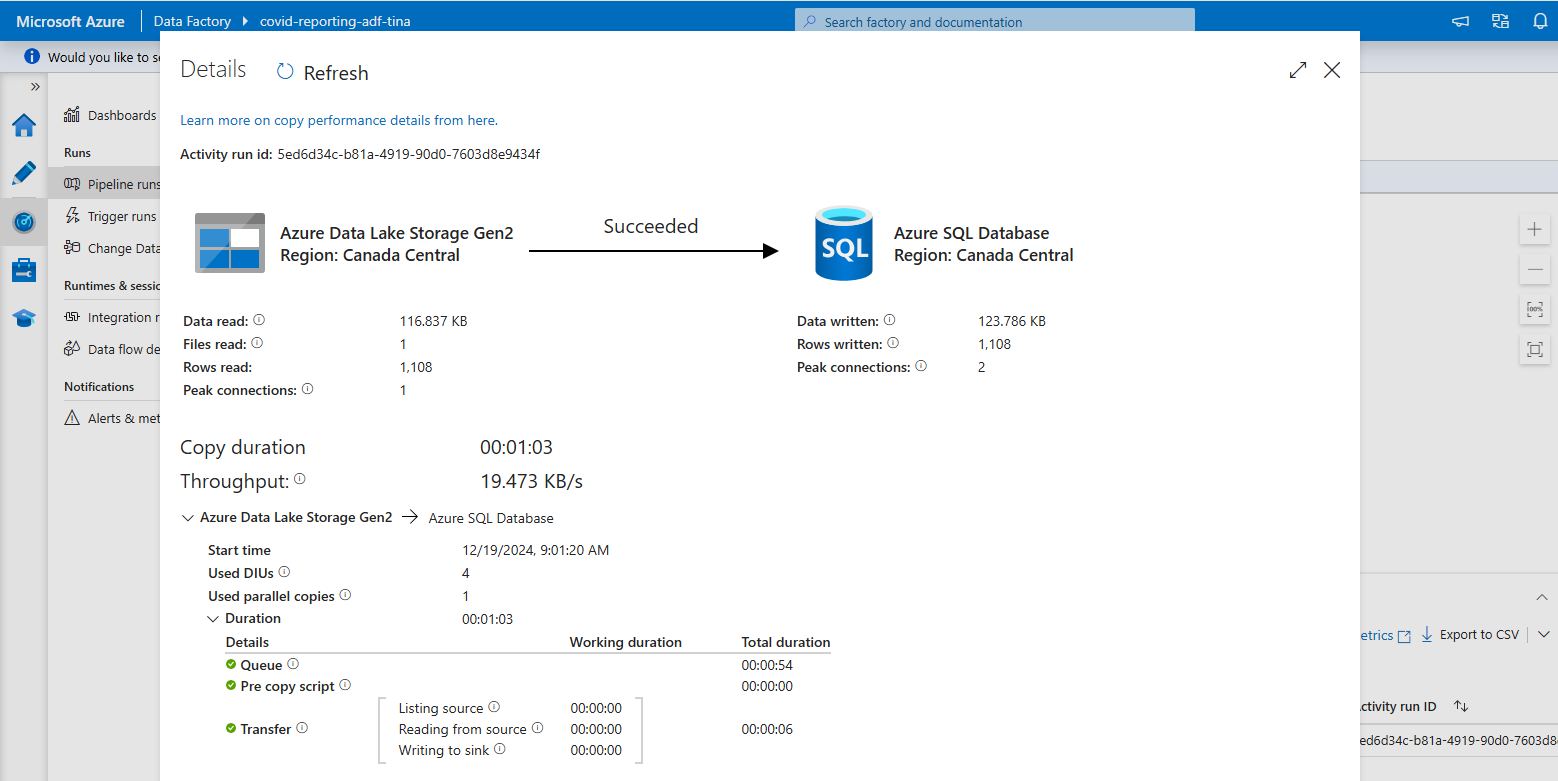 Microsoft Azure Data Factory covid-reporting-adf-tina Search factory and documentation
Would you like to se
Details Refresh
Learn more on copy performance details from here.
Activity run id: 5ed6d34c-b81a-4919-90d0-7603d8e9434f
Dashboards
Runs
Pipeline runs
Trigger runs
Change Data
Runtimes & sessic
Integration r
Data flow de
Notifications
Alerts & met
Azure Data Lake Storage Gen2
Region: Canada Central
Succeeded
SQL
Azure SQL Database
Region: Canada Central
Data read: 116.837 KB
Files read: 1
Rows read: 1,108
Peak connections: 1
Data written: 123.786 KB
Rows written: 1,108
Peak connections: 2
Copy duration 00:01:03
Throughput: 19.473 KB/s
Azure Data Lake Storage Gen2 → Azure SQL Database
Start time 12/19/2024, 9:01:20 AM
Used DIUs 4
Used parallel copies 1
Duration 00:01:03
Details Working duration Total duration
Queue 00:00:54
Pre copy script 00:00:00
Transfer 00:00:06
Listing source 00:00:00
Reading from source 00:00:00
Writing to sink 00:00:00
100%
etrics Export to CSV
ctivity run ID
ed6d34c-b81a-4919-90d0-7603d8